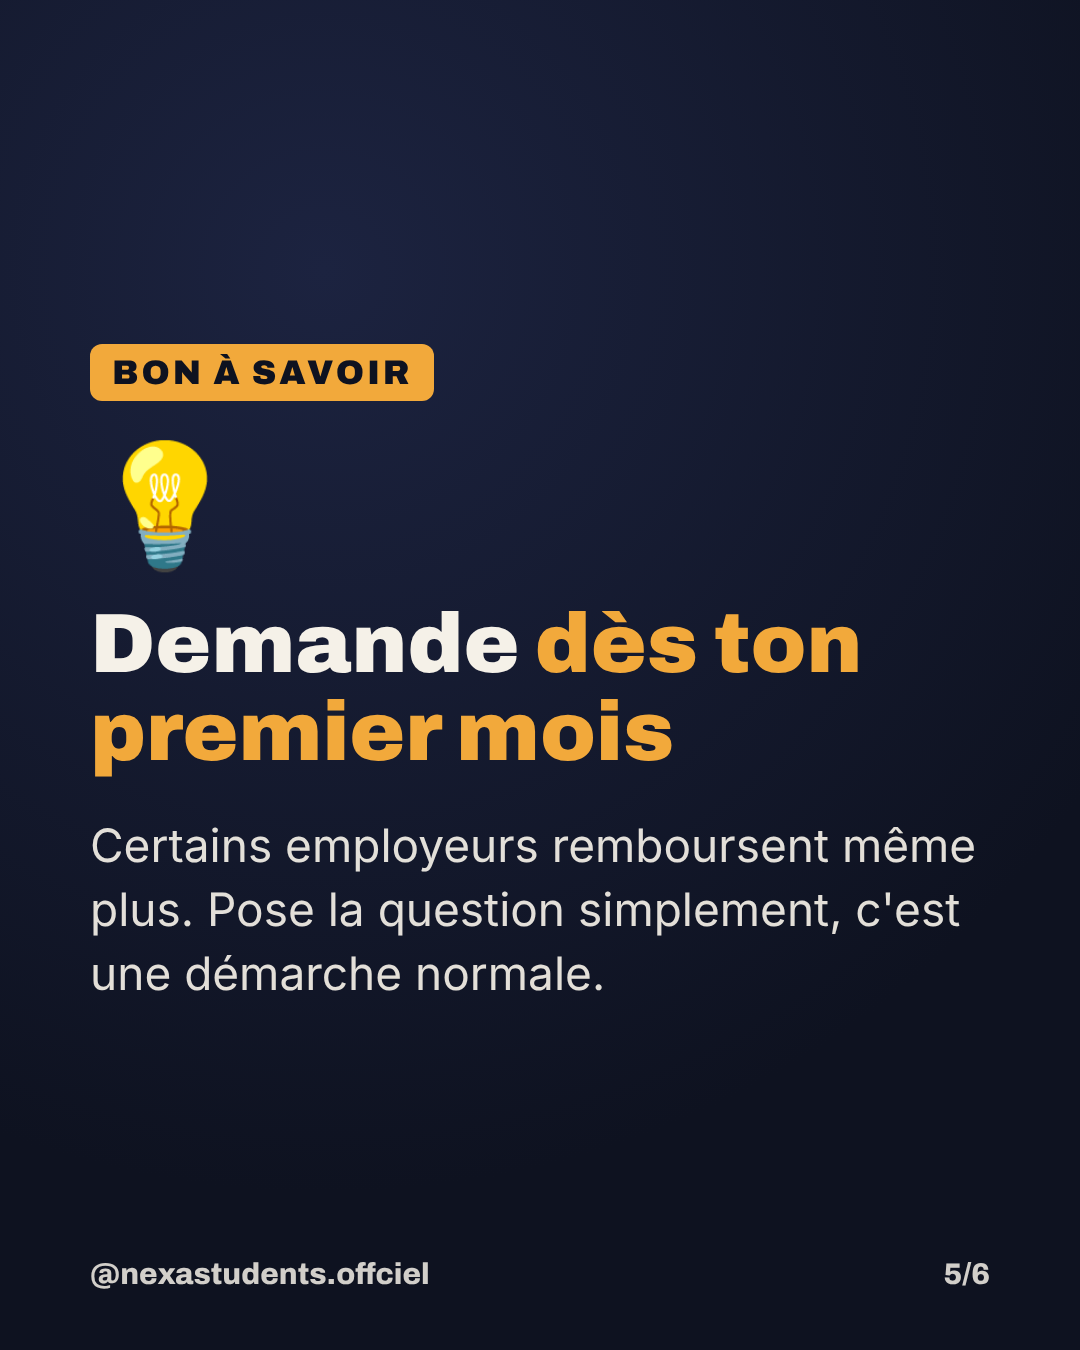 BON À SAVOIR
Demande dès ton
premier mois
Certains employeurs remboursent même
plus. Pose la question simplement, c'est
une démarche normale.
@nexastudents.offciel
5/6